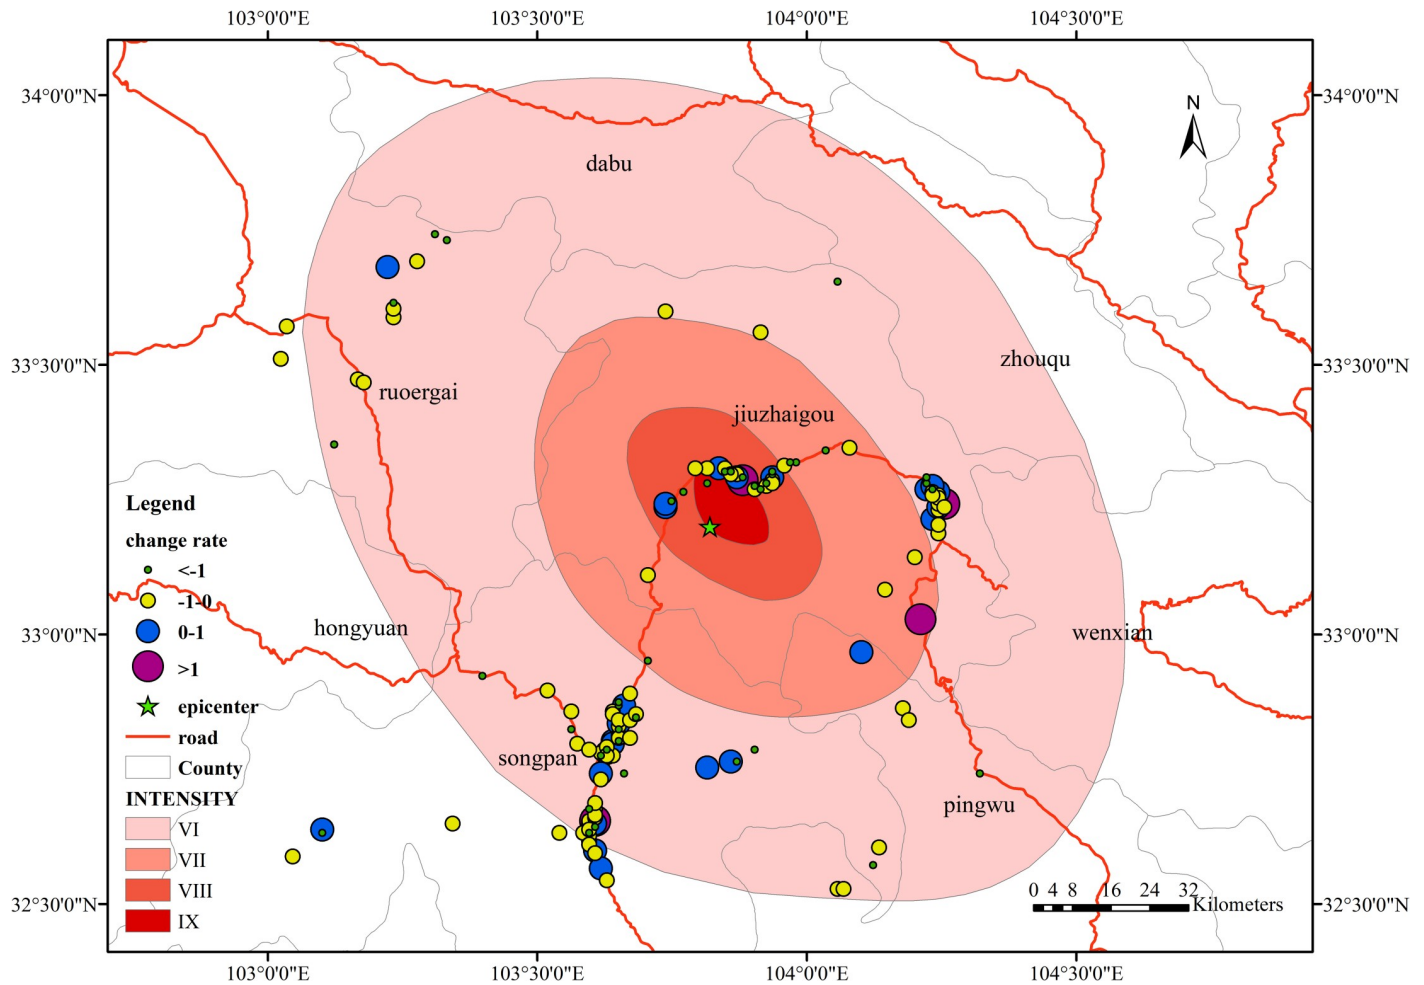 103°0'0"E 103°30'0"E 104°0'0"E 104°30'0"E
34°0'0"N 34°0'0"N
N
dabu
33°30'0"N 33°30'0"N
zhouqu
ruoergai
jiuzhaigou
Legend
change rate
<-1
-1-0
0-1
>1
epicenter
road
County
INTENSITY
VI
VII
VIII
IX
hongyuan
33°0'0"N 33°0'0"N
wenxian
songpan
pingwu
0 4 8 16 24 32
Kilometers
32°30'0"N 32°30'0"N
103°0'0"E 103°30'0"E 104°0'0"E 104°30'0"E